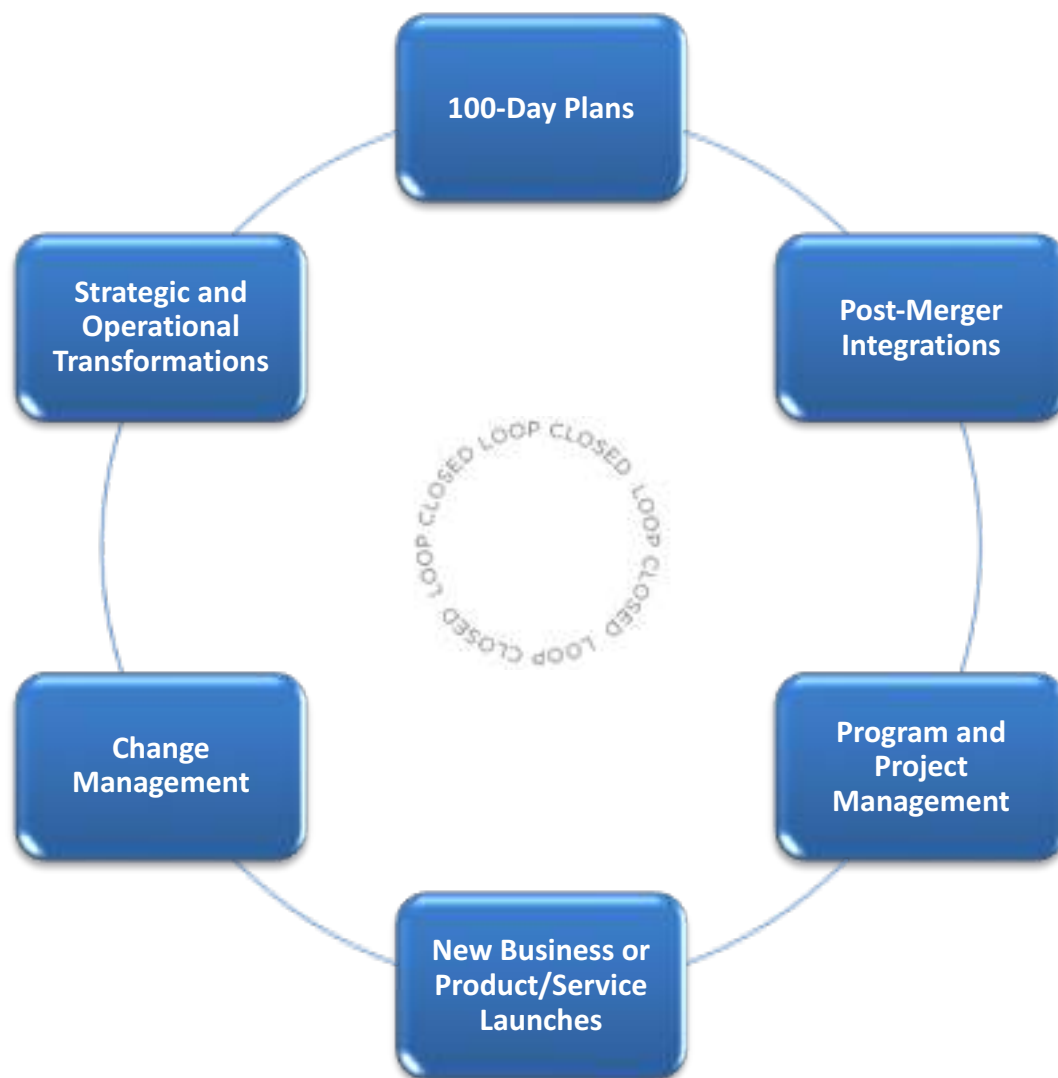 100-Day Plans
Post-Merger
Integrations
Program and
Project
Management
New Business or
Product/Service
Launches
Change
Management
Strategic and
Operational
Transformations
LOOP CLOSED LOOP CLOSED LOOP CLOSED LOOP CLOSED